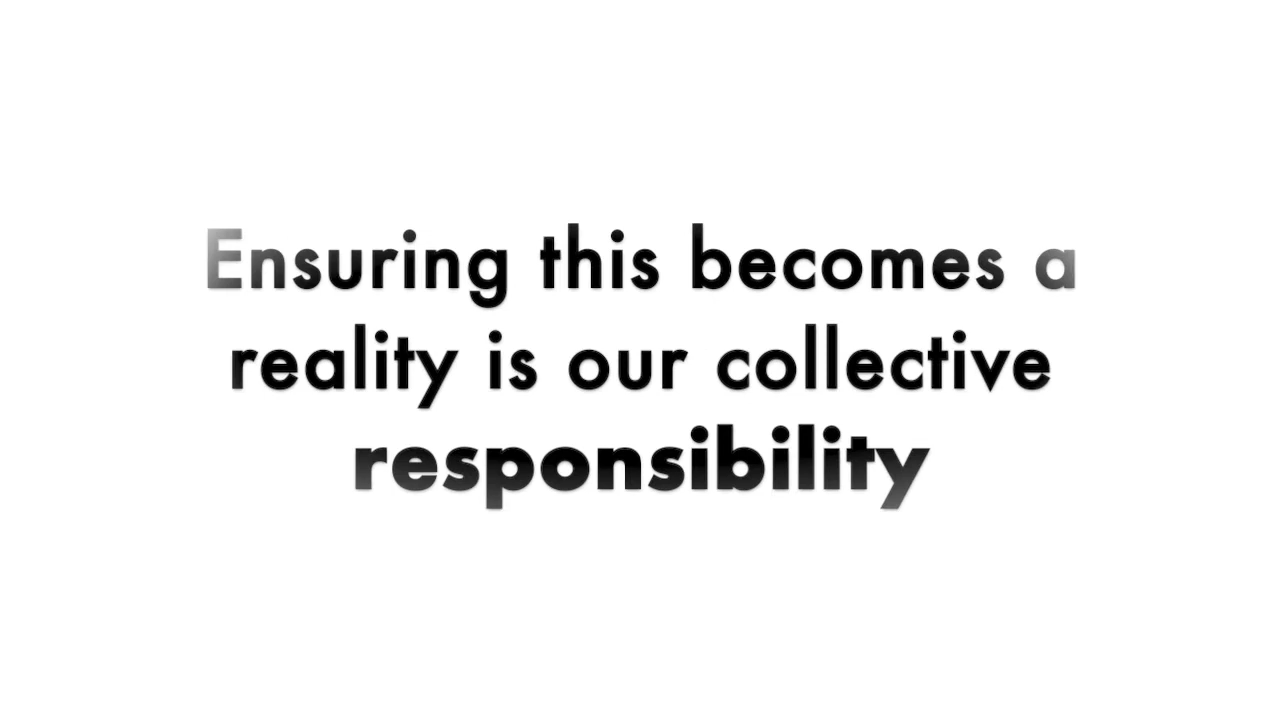 Ensuring this becomes a
reality is our collective
responsibility